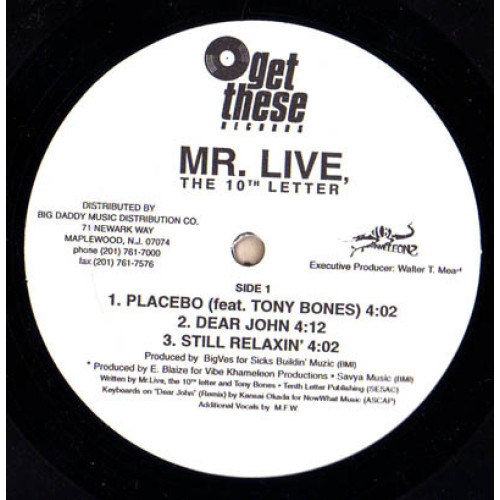 get
these
RECORDS
MR. LIVE,
THE 10TH LETTER
DISTRIBUTED BY
BIG DADDY MUSIC DISTRIBUTION CO.
71 NEWARK WAY
MAPLEWOOD, N.J. 07074
phone (201) 761-7000
fax (201) 761-7576
Executive Producer: Walter T. Mear
SIDE 1
1. PLACEBO (feat. TONY BONES) 4:02
2. DEAR JOHN 4:12
3. STILL RELAXIN' 4:02
Produced by BigVes for Sicks Buildin' Muzic (BMI)
* Produced by E. Blaize for Vibe Khameleon Productions • Savya Music (BMI)
Written by Mr.Live, the 10TH letter and Tony Bones • Tenth Letter Publishing (SESAC)
Keyboards on "Dear John" (Remix) by Kansai Okada for NowWhat Music (ASCAP)
Additional Vocals by M.F.W.